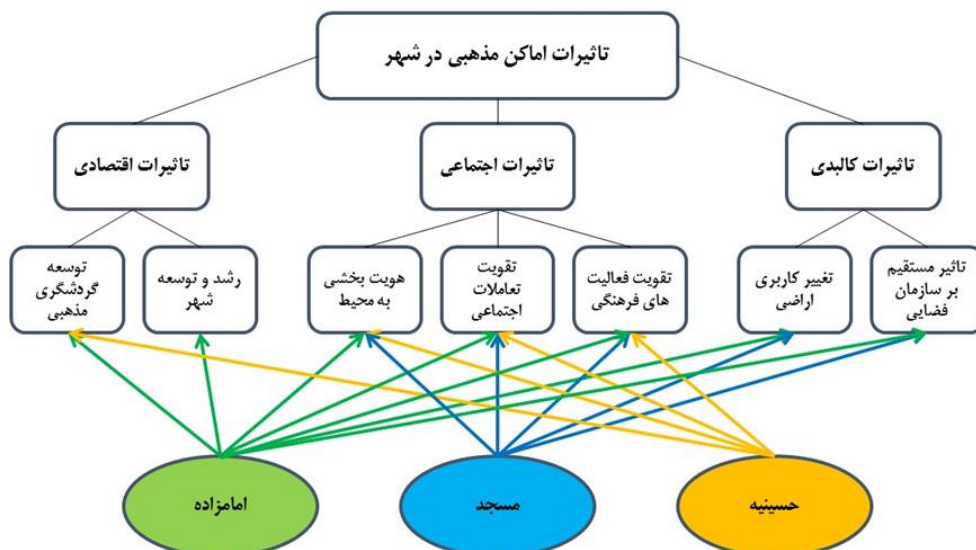 تاثیرات اماکن مذهبی در شهر
تاثیرات کالبدی
تاثیرات اجتماعی
تاثیرات اقتصادی
تاثیر مستقیم
بر سازمان
فضایی
تغییر کاربری
اراضی
تقویت فعالیت
های فرهنگی
تقویت
تعاملات
اجتماعی
هویت بخشی
به محیط
رشد و توسعه
شهر
توسعه
گردشگری
مذهبی
حسینیه
مسجد
امامزاده